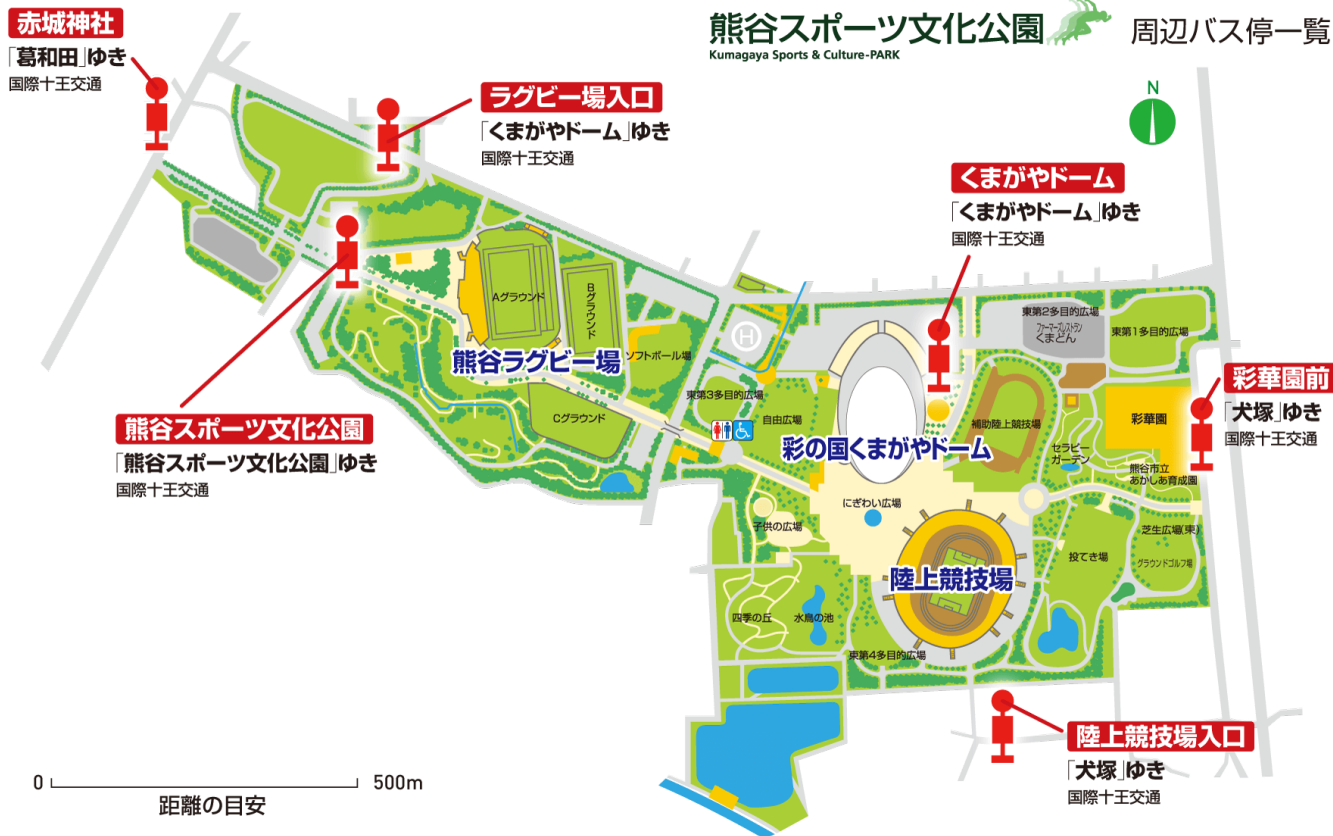 赤城神社
「葛和田」ゆき
国際十王交通
熊谷スポーツ文化公園
Kumagaya Sports & Culture-PARK
周辺バス停一覧
ラグビー場入口
「くまがやドーム」ゆき
国際十王交通
N
くまがやドーム
「くまがやドーム」ゆき
国際十王交通
Aグラウンド
Bグラウンド
熊谷ラグビー場
ソフトボール場
Cグラウンド
H
東第2多目的広場
ファーマーズレストラン
くまどん
東第1多目的広場
彩華園前
「犬塚」ゆき
国際十王交通
熊谷スポーツ文化公園
「熊谷スポーツ文化公園」ゆき
国際十王交通
東第3多目的広場
自由広場
彩の国くまがやドーム
補助陸上競技場
彩華園
セラピー
ガーデン
熊谷市立
あかしあ育成園
にぎわい広場
子供の広場
芝生広場(東)
グラウンドゴルフ場
投てき場
陸上競技場
四季の丘
水鳥の池
東第4多目的広場
陸上競技場入口
「犬塚」ゆき
国際十王交通
0 500m
距離の目安